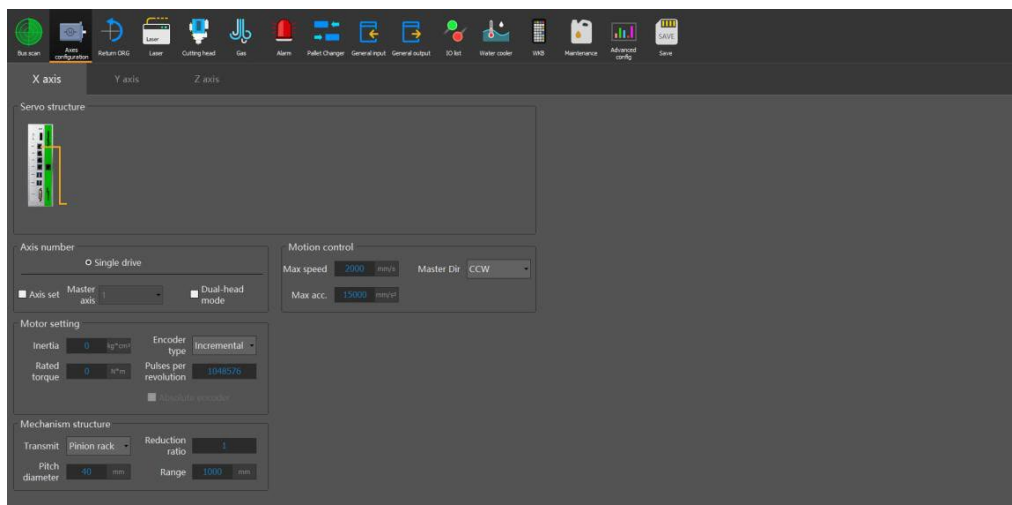 Laser
SAVE
Bus scan Axes configuration Return ORG Laser Cutting head Gas Alarm Pallet Changer General input General output IO list Water cooler WKB Maintenance Advanced config Save
X axis Y axis Z axis
Servo structure
Axis number
Single drive
Axis set Master axis 1 Dual-head mode
Motion control
Max speed 2000 mm/s Master Dir CCW
Max acc. 15000 mm/s²
Motor setting
Inertia 0 kg*cm² Encoder type Incremental
Rated torque 0 N*m Pulses per revolution 1048576
Absolute encoder
Mechanism structure
Transmit Pinion rack Reduction ratio 1
Pitch diameter 40 mm Range 1000 mm